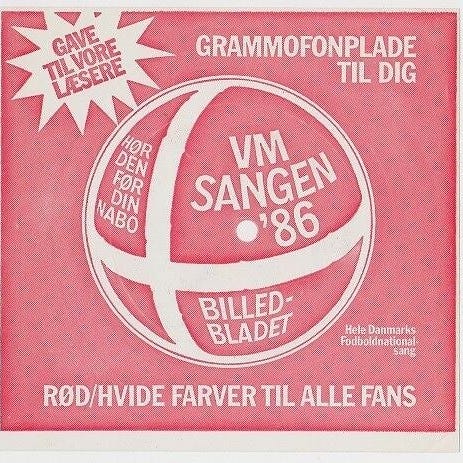 GAVE
TIL VORE
LÆSERE
GRAMMOFONPLADE
TIL DIG
HØR
DEN
FØR
DIN
NABO
VM
SANGEN
'86
BILLED-
BLADET
Hele Danmarks
Fodboldnational-
sang
RØD/HVIDE FARVER TIL ALLE FANS